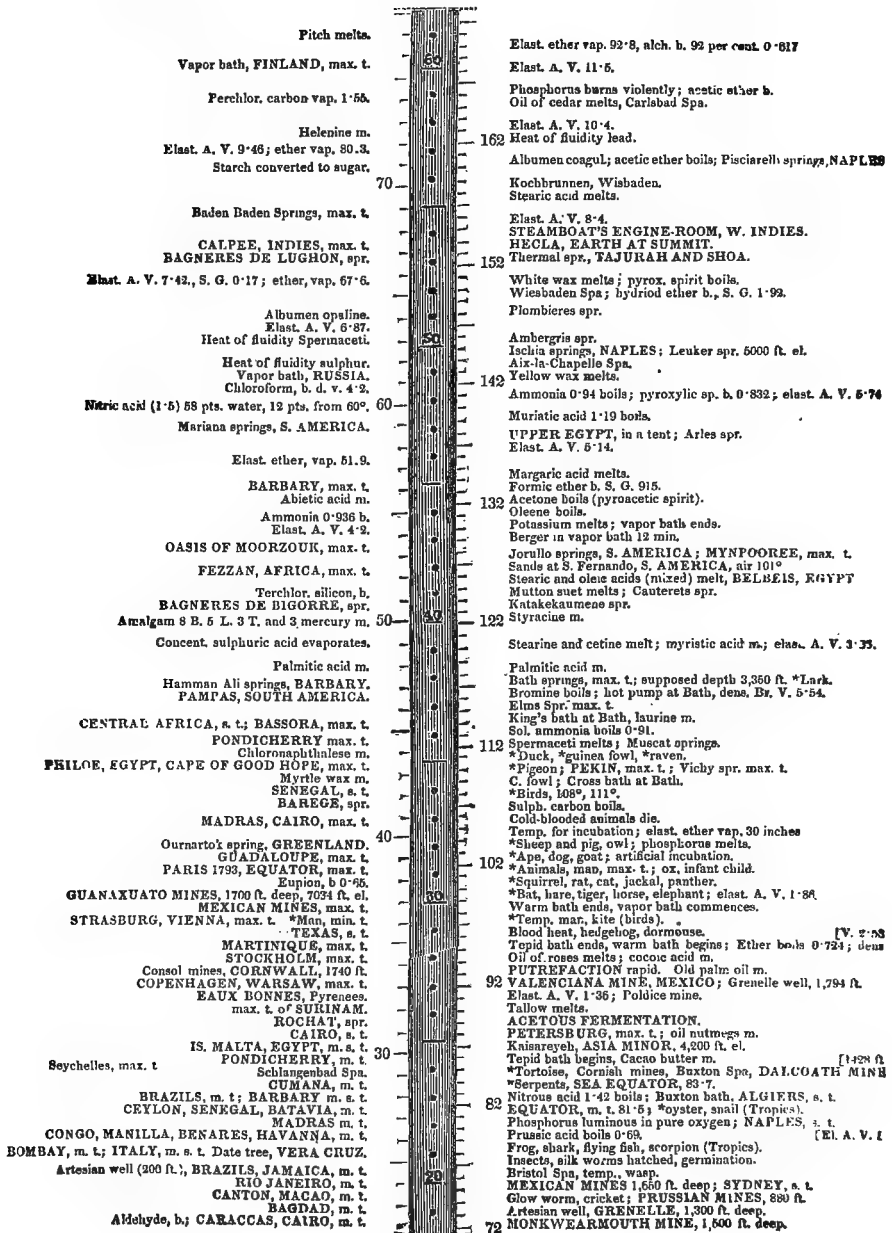 Pitch melts.
Vapor bath, FINLAND, max. t.
Perchlor. carbon vap. 1·55.
Helenine m.
Elast. A. V. 9·46; ether vap. 80.3.
Starch converted to sugar.
70
Baden Baden Springs, max. t.
CALPEE, INDIES, max. t.
BAGNERES DE LUGHON, spr.
Elast. A. V. 7·42., S. G. 0·17; ether, vap. 67·6.
Albumen opaline.
Elast. A. V. 6·87.
Heat of fluidity Spermaceti.
Heat of fluidity sulphur.
Vapor bath, RUSSIA.
Chloroform, b. d. v. 4·2.
Nitric acid (1·5) 58 pts. water, 12 pts. from 60°. 60
Mariana springs, S. AMERICA.
Elast. ether, vap. 51.9.
BARBARY, max. t.
Abietic acid m.
Ammonia 0·936 b.
Elast. A. V. 4·2.
OASIS OF MOORZOUK, max. t.
FEZZAN, AFRICA, max. t.
Terchlor. silicon, b.
BAGNERES DE BIGORRE, spr.
Amalgam 8 B. 5 L. 3 T. and 3 mercury m. 50
Concent. sulphuric acid evaporates.
Palmitic acid m.
Hamman Ali springs, BARBARY.
PAMPAS, SOUTH AMERICA.
CENTRAL AFRICA, s. t.; BASSORA, max. t.
PONDICHERRY max. t.
Chloronaphthalese m.
PHILOE, EGYPT, CAPE OF GOOD HOPE, max. t.
Myrtle wax m.
SENEGAL, s. t.
BAREGE, spr.
MADRAS, CAIRO, max. t.
40
Ournarto's spring, GREENLAND.
GUADALOUPE, max. t.
PARIS 1793, EQUATOR, max. t.
Eupion, b 0·65.
GUANAXUATO MINES, 1700 ft. deep, 7034 ft. el.
MEXICAN MINES, max. t.
STRASBURG, VIENNA, max. t. *Man, min. t.
TEXAS, s. t.
MARTINIQUE, max. t.
STOCKHOLM, max. t.
Consol mines, CORNWALL, 1740 ft.
COPENHAGEN, WARSAW, max. t.
EAUX BONNES, Pyrenees.
max. t. of SURINAM.
ROCHAT, spr.
CAIRO, s. t.
IS. MALTA, EGYPT, m. s. t.
30
PONDICHERRY, m. t.
Seychelles, max. t
Schlangenbad Spa.
CUMANA, m. t.
BRAZILS, m. t; BARBARY m. s. t.
CEYLON, SENEGAL, BATAVIA, m. t.
MADRAS m. t.
CONGO, MANILLA, BENARES, HAVANNA, m. t.
BOMBAY, m. t.; ITALY, m. s. t. Date tree, VERA CRUZ.
Artesian well (200 ft.), BRAZILS, JAMAICA, m. t.
RIO JANEIRO, m. t.
CANTON, MACAO, m. t.
BAGDAD, m. t.
Aldehyde, b.; CARACCAS, CAIRO, m. t.
60
50
40
30
20
Elast. ether vap. 92·8, alch. b. 92 per cent. 0·817
Elast. A. V. 11·5.
Phosphorus burns violently; acetic ether b.
Oil of cedar melts, Carlsbad Spa.
Elast. A. V. 10·4.
162 Heat of fluidity lead.
Albumen coagul; acetic ether boils; Pisciarelli springs, NAPLES
Kochbrunnen, Wisbaden.
Stearic acid melts.
Elast. A. V. 8·4.
STEAMBOAT'S ENGINE-ROOM, W. INDIES.
HECLA, EARTH AT SUMMIT.
152 Thermal spr., TAJURAH AND SHOA.
White wax melts; pyrox. spirit boils.
Wiesbaden Spa; hydriod ether b., S. G. 1·92.
Plombieres spr.
Ambergris spr.
Ischia springs, NAPLES; Leuker spr. 5000 ft. el.
Aix-la-Chapelle Spa.
142 Yellow wax melts.
Ammonia 0·94 boils; pyroxylic sp. b. 0·832; elast. A. V. 5·74
Muriatic acid 1·19 boils.
UPPER EGYPT, in a tent; Arles spr.
Elast. A. V. 5·14.
Margaric acid melts.
Formic ether b. S. G. 915.
132 Acetone boils (pyroacetic spirit).
Oleene boils.
Potassium melts; vapor bath ends.
Berger in vapor bath 12 min.
Jorullo springs, S. AMERICA; MYNPOOREE, max. t.
Sands at S. Fernando, S. AMERICA, air 101°
Stearic and oleic acids (mixed) melt, BELBEIS, EGYPT
Mutton suet melts; Cauterets spr.
Katakekaumene spr.
122 Styracine m.
Stearine and cetine melt; myristic acid m.; elas. A. V. 3·33.
Palmitic acid m.
Bath springs, max. t.; supposed depth 3,350 ft. *Lark.
Bromine boils; hot pump at Bath, dens. Br. V. 5·54.
Elms Spr. max. t.
King's bath at Bath, laurine m.
Sol. ammonia boils 0·91.
112 Spermaceti melts; Muscat springs.
*Duck, *guinea fowl, *raven.
*Pigeon; PEKIN, max. t.; Vichy spr. max. t.
C. fowl; Cross bath at Bath.
*Birds, 108°, 111°.
Sulph. carbon boils.
Cold-blooded animals die.
Temp. for incubation; elast. ether vap. 30 inches
*Sheep and pig, owl; phosphorus melts.
102 *Ape, dog, goat; artificial incubation.
*Animals, man, max. t.; ox, infant child.
*Squirrel, rat, cat, jackal, panther.
*Bat, hare, tiger, horse, elephant; elast. A. V. 1·86.
Warm bath ends, vapor bath commences.
*Temp. man, kite (birds).
Blood heat, hedgehog, dormouse. [V. 2·58
Tepid bath ends, warm bath begins; Ether boils 0·724; dens
Oil of roses melts; cocoic acid m,
PUTREFACTION rapid. Old palm oil m.
92 VALENCIANA MINE, MEXICO; Grenelle well, 1,794 ft.
Elast. A. V. 1·36; Poldice mine.
Tallow melts.
ACETOUS FERMENTATION.
PETERSBURG, max. t.; oil nutmegs m.
Kaisareyeh, ASIA MINOR, 4,200 ft. el.
Tepid bath begins, Cacao butter m. [1428 ft
*Tortoise, Cornish mines, Buxton Spa, DALCOATH MINE
*Serpents, SEA EQUATOR, 83·7.
Nitrous acid 1·42 boils; Buxton bath, ALGIERS, s. t.
82 EQUATOR, m. t. 81·5; *oyster, snail (Tropics).
Phosphorus luminous in pure oxygen; NAPLES, s. t.
Prussic acid boils 0·69. [El. A. V. 1
Frog, shark, flying fish, scorpion (Tropics).
Insects, silk worms hatched, germination.
Bristol Spa, temp., wasp.
MEXICAN MINES 1,650 ft. deep; SYDNEY, s. t.
Glow worm, cricket; PRUSSIAN MINES, 880 ft.
Artesian well, GRENELLE, 1,300 ft. deep.
72 MONKWEARMOUTH MINE, 1,500 ft. deep.